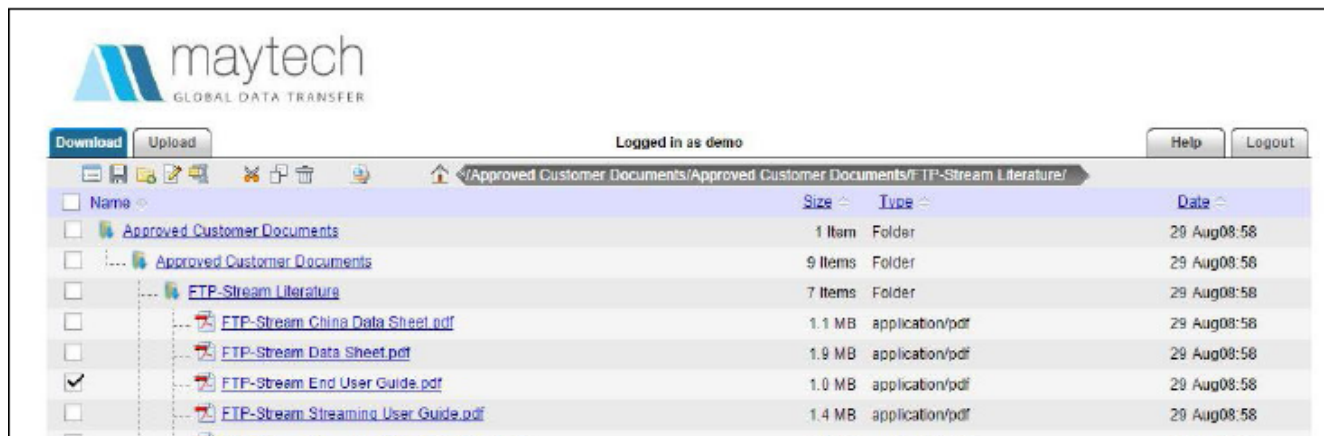 maytech
GLOBAL DATA TRANSFER
Download Upload Logged in as demo Help Logout
/Approved Customer Documents/Approved Customer Documents/FTP-Stream Literature/
Name Size Type Date
Approved Customer Documents 1 Item Folder 29 Aug08:58
Approved Customer Documents 9 Items Folder 29 Aug08:58
FTP-Stream Literature 7 Items Folder 29 Aug08:58
FTP-Stream China Data Sheet.pdf 1.1 MB application/pdf 29 Aug08:58
FTP-Stream Data Sheet.pdf 1.9 MB application/pdf 29 Aug08:58
FTP-Stream End User Guide.pdf 1.0 MB application/pdf 29 Aug08:58
FTP-Stream Streaming User Guide.pdf 1.4 MB application/pdf 29 Aug08:58